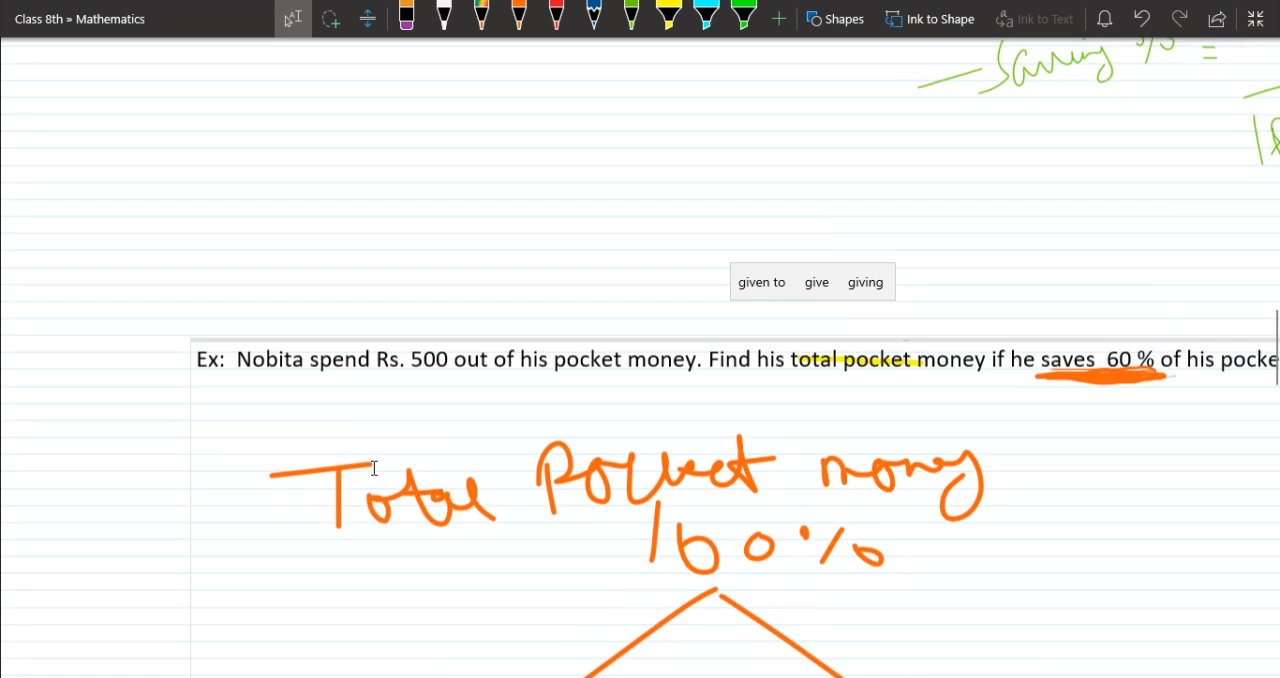 Class 8th » Mathematics
Shapes Ink to Shape Ink to Text
Saving % =
given to give giving
Ex: Nobita spend Rs. 500 out of his pocket money. Find his total pocket money if he saves 60 % of his pocke
Total Pocket money
100%